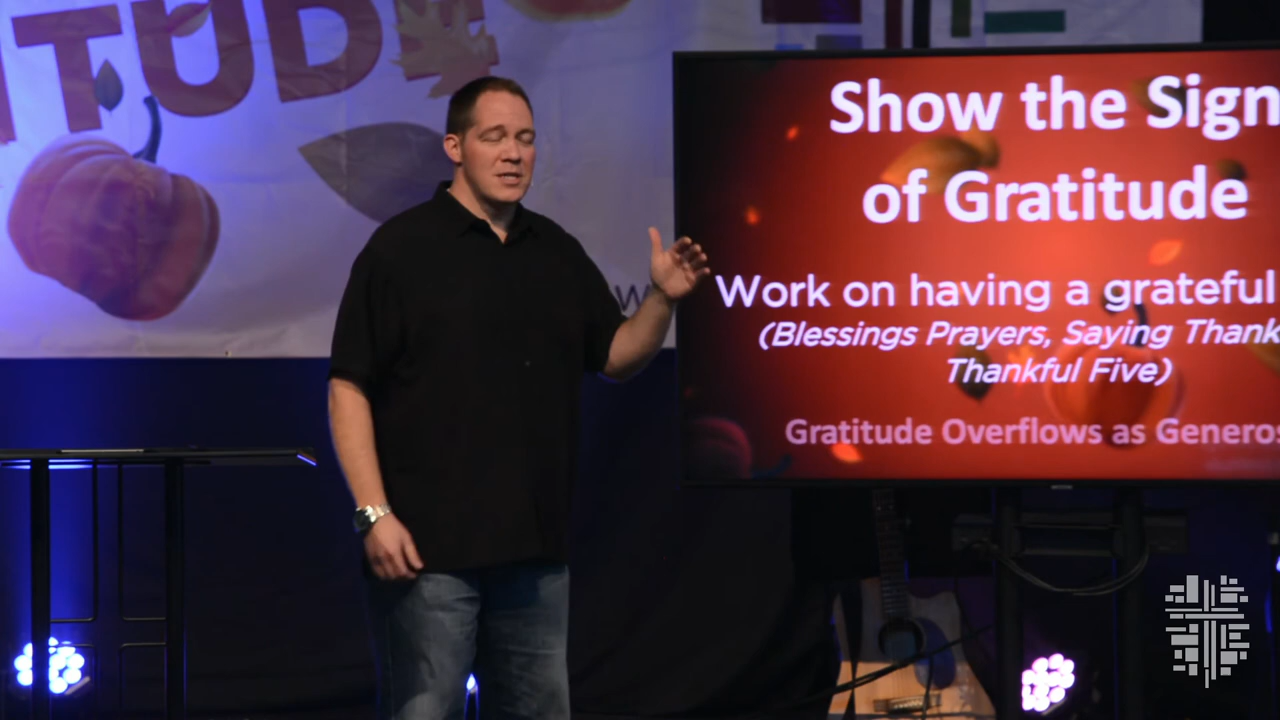 ITUD
Show the Sign
of Gratitude
W
Work on having a grateful
(Blessings Prayers, Saying Thank
Thankful Five)
Gratitude Overflows as Generos